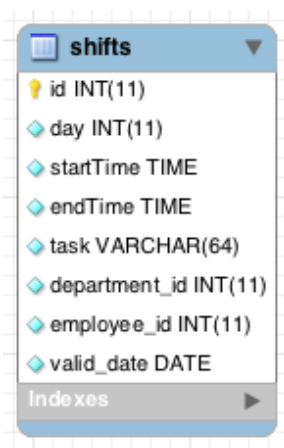 shifts
id INT(11)
day INT(11)
startTime TIME
endTime TIME
task VARCHAR(64)
department_id INT(11)
employee_id INT(11)
valid_date DATE
Indexes